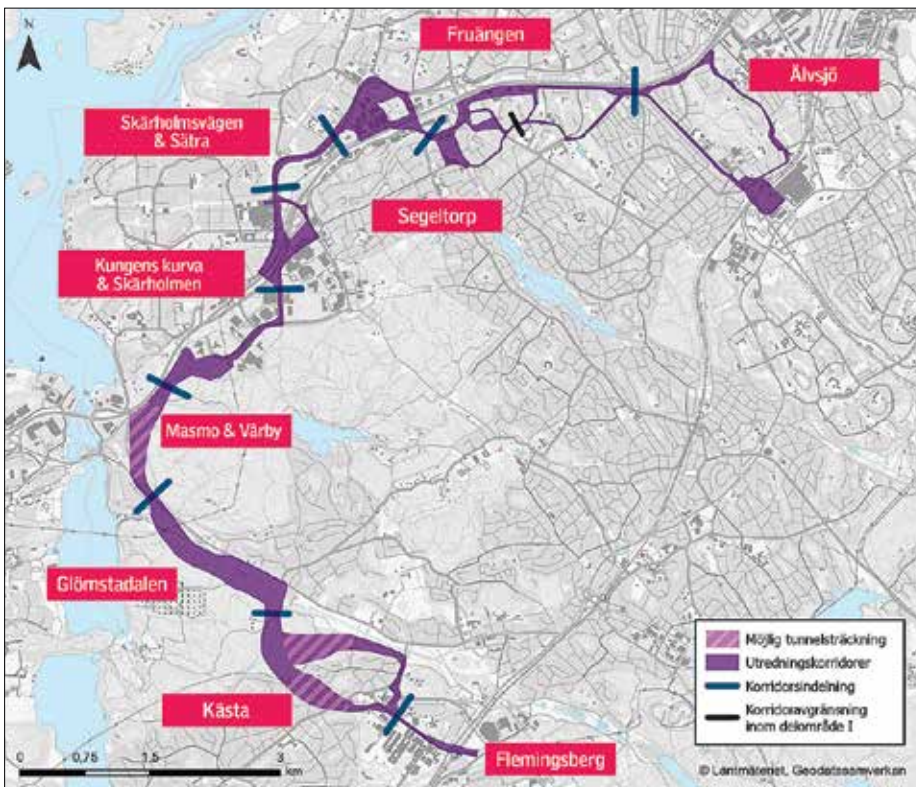 N
Fruängen
Älvsjö
Skärholmsvägen
& Sätra
Segeltorp
Kungens kurva
& Skärholmen
Masmo & Vårby
Glömstadalen
Kästa
Flemingsberg
Möjlig tunnelsträckning
Utredningskorridorer
Korridorsindelning
Korridoravgränsning
inom delområde I
0 0,75 1,5 3
km
© Lantmäteriet, Geodatasamverkan